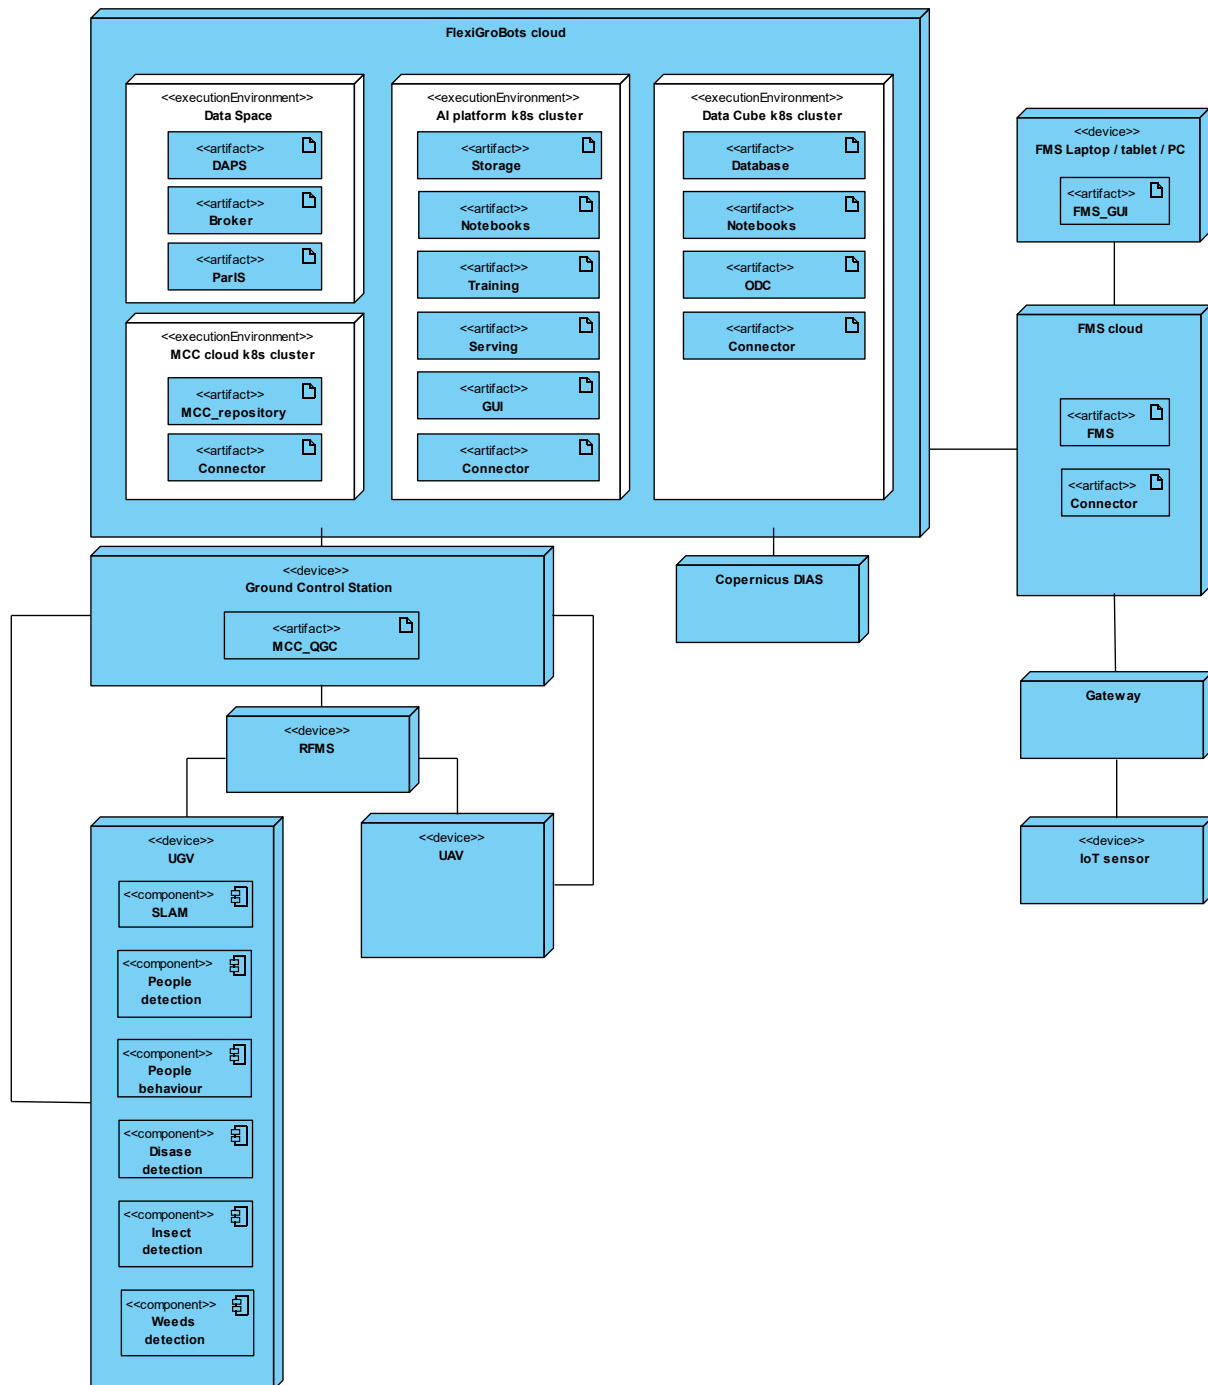 FlexiGroBots cloud
<<executionEnvironment>>
Data Space
<<artifact>>
DAPS
<<artifact>>
Broker
<<artifact>>
ParIS
<<executionEnvironment>>
MCC cloud k8s cluster
<<artifact>>
MCC_repository
<<artifact>>
Connector
<<executionEnvironment>>
AI platform k8s cluster
<<artifact>>
Storage
<<artifact>>
Notebooks
<<artifact>>
Training
<<artifact>>
Serving
<<artifact>>
GUI
<<artifact>>
Connector
<<executionEnvironment>>
Data Cube k8s cluster
<<artifact>>
Database
<<artifact>>
Notebooks
<<artifact>>
ODC
<<artifact>>
Connector
<<device>>
FMS Laptop / tablet / PC
<<artifact>>
FMS_GUI
FMS cloud
<<artifact>>
FMS
<<artifact>>
Connector
<<device>>
Ground Control Station
<<artifact>>
MCC_QGC
Copernicus DIAS
Gateway
<<device>>
RFMS
<<device>>
UGV
<<component>>
SLAM
<<component>>
People
detection
<<component>>
People
behaviour
<<component>>
Disase
detection
<<component>>
Insect
detection
<<component>>
Weeds
detection
<<device>>
UAV
<<device>>
IoT sensor